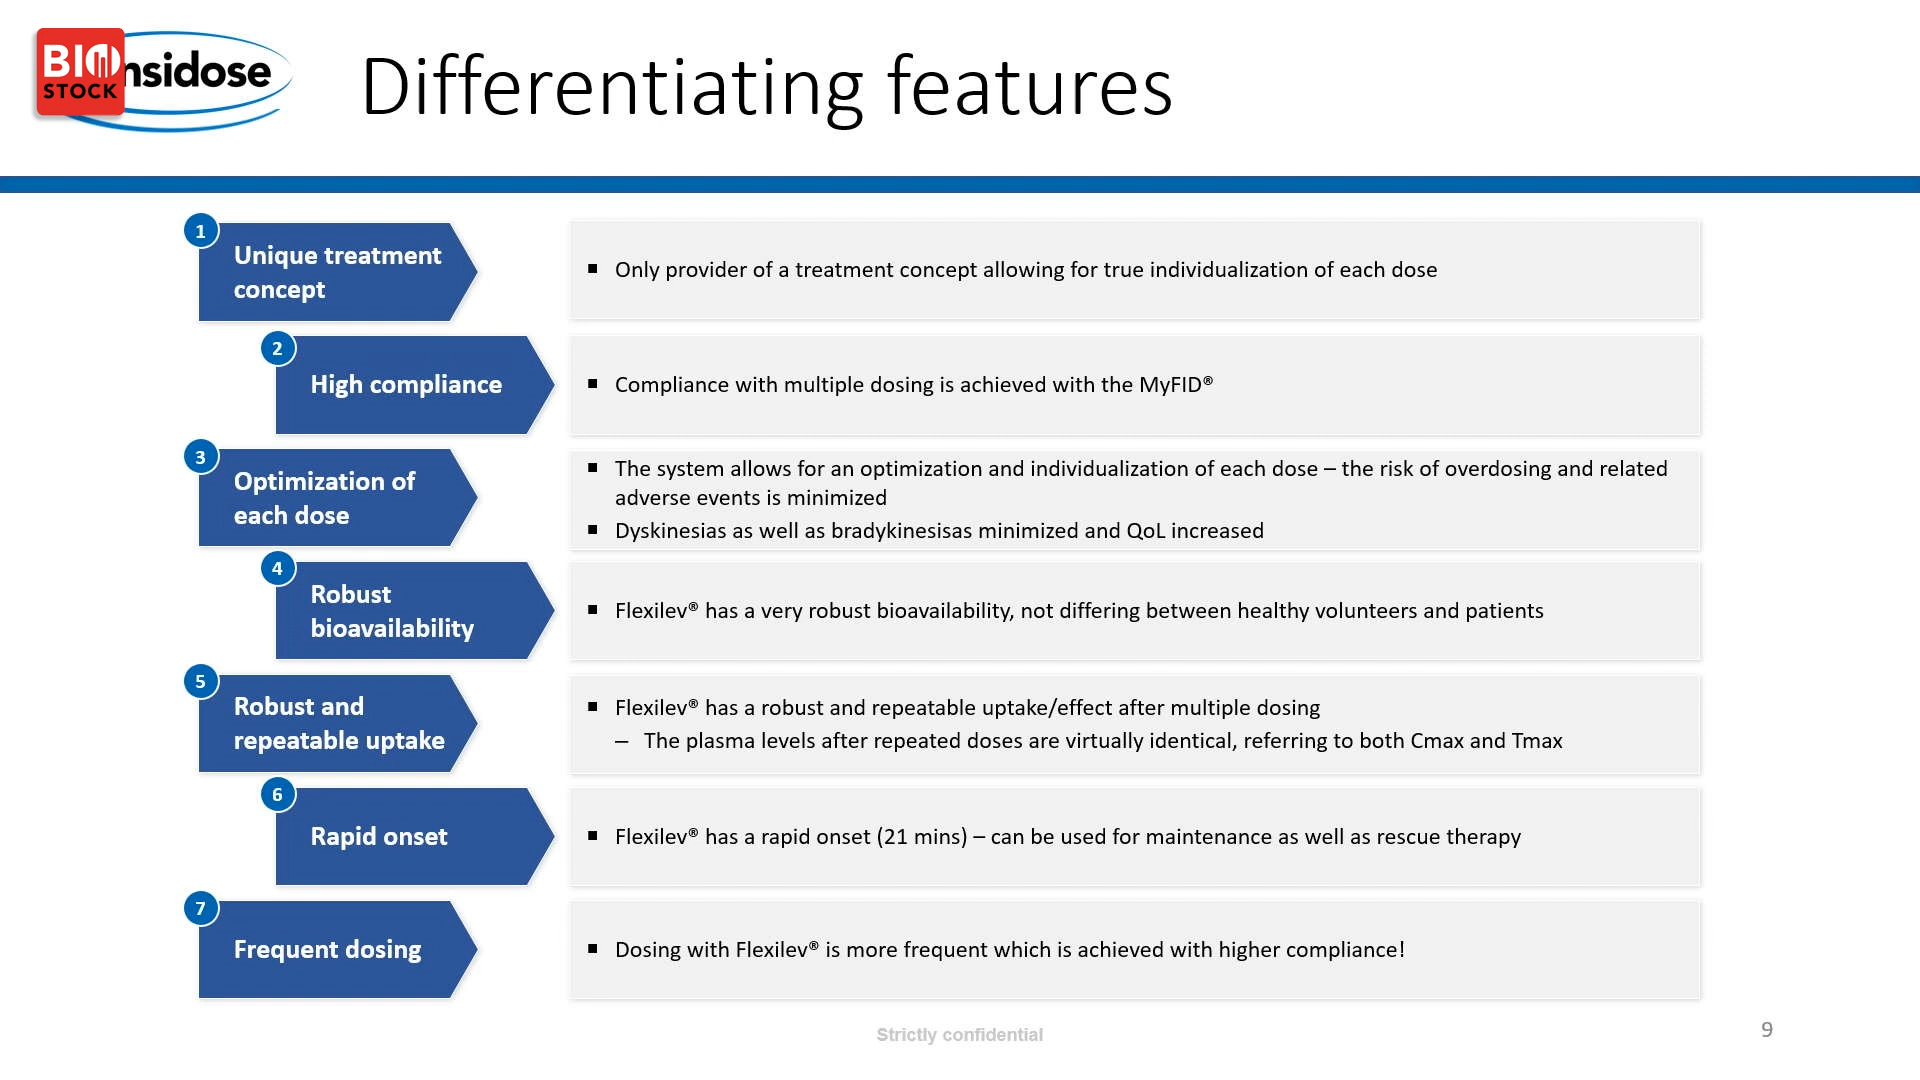 BIO
STOCK
nsidose
Differentiating features
1
Unique treatment
concept
▪ Only provider of a treatment concept allowing for true individualization of each dose
2
High compliance
▪ Compliance with multiple dosing is achieved with the MyFID®
3
Optimization of
each dose
▪ The system allows for an optimization and individualization of each dose – the risk of overdosing and related
adverse events is minimized
▪ Dyskinesias as well as bradykinesisas minimized and QoL increased
4
Robust
bioavailability
▪ Flexilev® has a very robust bioavailability, not differing between healthy volunteers and patients
5
Robust and
repeatable uptake
▪ Flexilev® has a robust and repeatable uptake/effect after multiple dosing
– The plasma levels after repeated doses are virtually identical, referring to both Cmax and Tmax
6
Rapid onset
▪ Flexilev® has a rapid onset (21 mins) – can be used for maintenance as well as rescue therapy
7
Frequent dosing
▪ Dosing with Flexilev® is more frequent which is achieved with higher compliance!
Strictly confidential
9